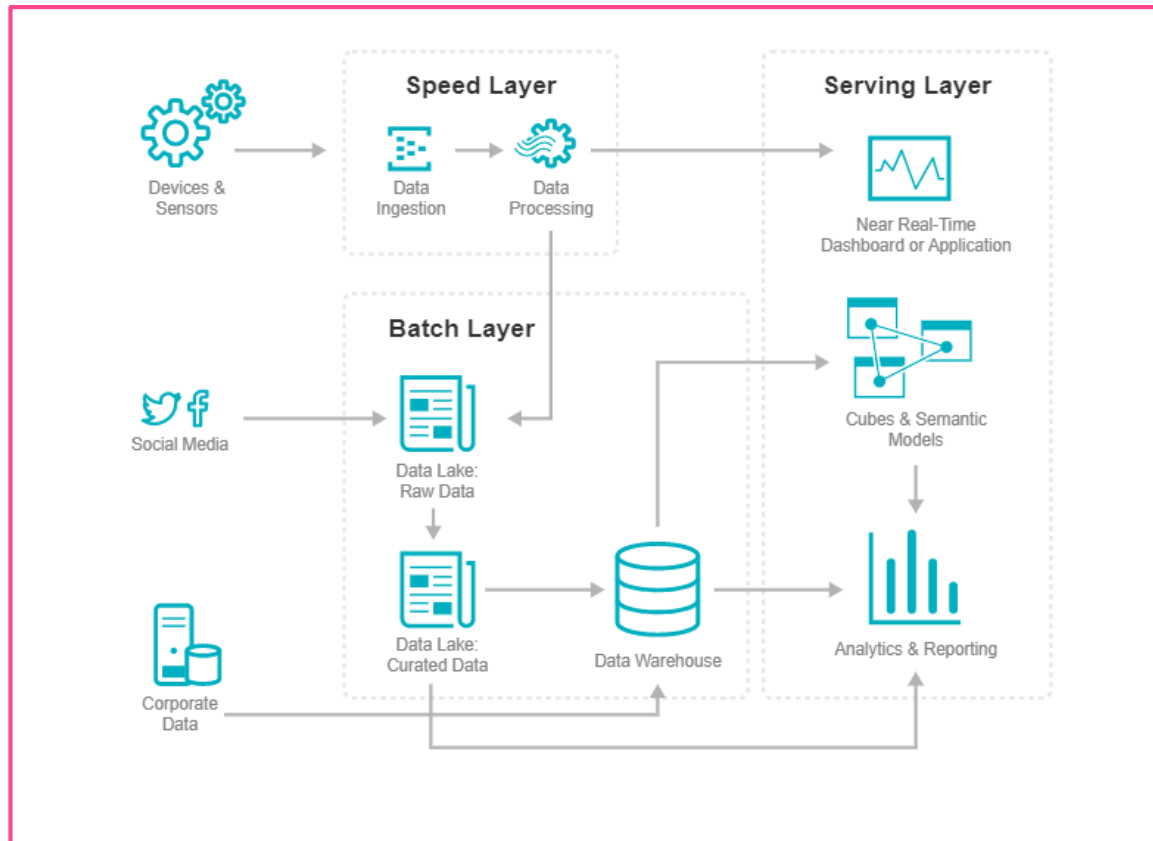 Speed Layer
Serving Layer
Devices &
Sensors
Data
Ingestion
Data
Processing
Near Real-Time
Dashboard or Application
Batch Layer
Social Media
Data Lake:
Raw Data
Cubes & Semantic
Models
Data Lake:
Curated Data
Data Warehouse
Analytics & Reporting
Corporate
Data